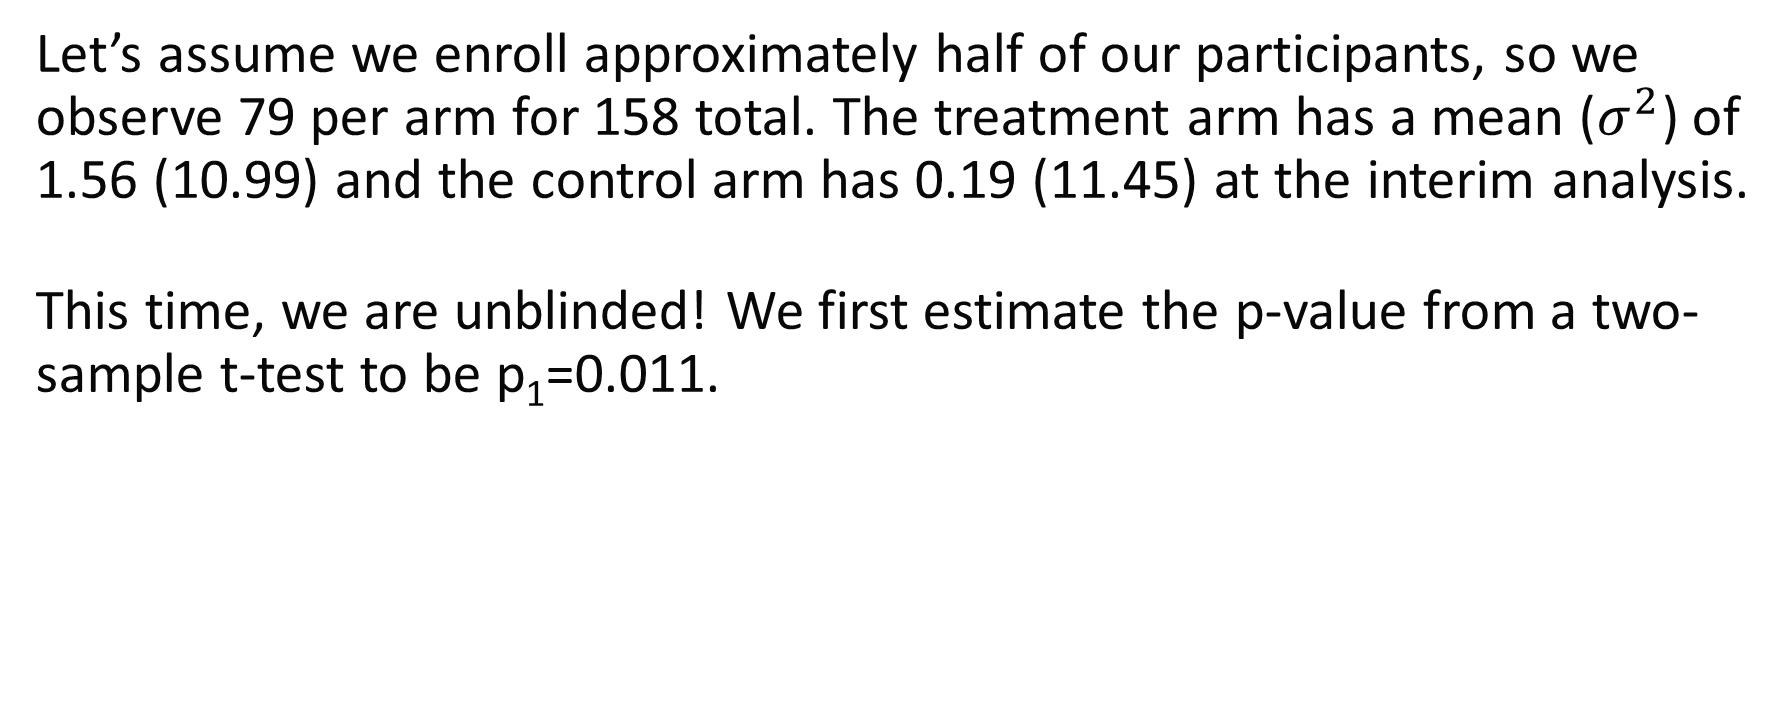 Let’s assume we enroll approximately half of our participants, so we
observe 79 per arm for 158 total. The treatment arm has a mean (σ²) of
1.56 (10.99) and the control arm has 0.19 (11.45) at the interim analysis.
This time, we are unblinded! We first estimate the p-value from a two-
sample t-test to be p₁=0.011.